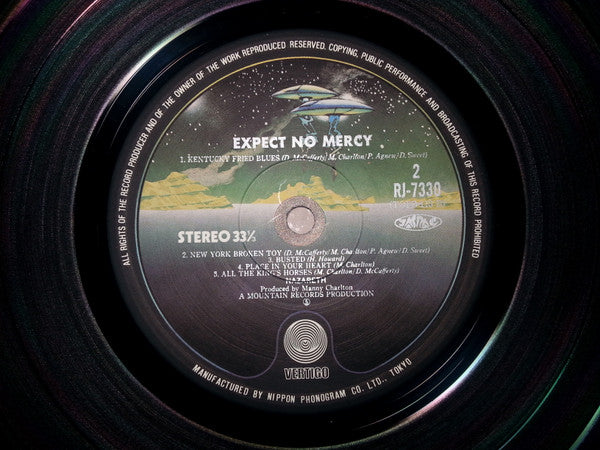 ALL RIGHTS OF THE RECORD PRODUCER AND OF THE OWNER OF THE WORK REPRODUCED RESERVED. COPYING, PUBLIC PERFORMANCE AND BROADCASTING OF THIS RECORD PROHIBITED
EXPECT NO MERCY
1. KENTUCKY FRIED BLUES (D. McCafferty/M. Charlton/P. Agnew/D. Sweet)
2
RJ-7330
STEREO 33⅓
2. NEW YORK BROKEN TOY (D. McCafferty/M. Charlton/P. Agnew/D. Sweet)
3. BUSTED (H. Howard)
4. PLACE IN YOUR HEART (M. Charlton)
5. ALL THE KING'S HORSES (M. Charlton/D. McCafferty)
NAZARETH
Produced by Manny Charlton
A MOUNTAIN RECORDS PRODUCTION
VERTIGO
MANUFACTURED BY NIPPON PHONOGRAM CO. LTD., TOKYO